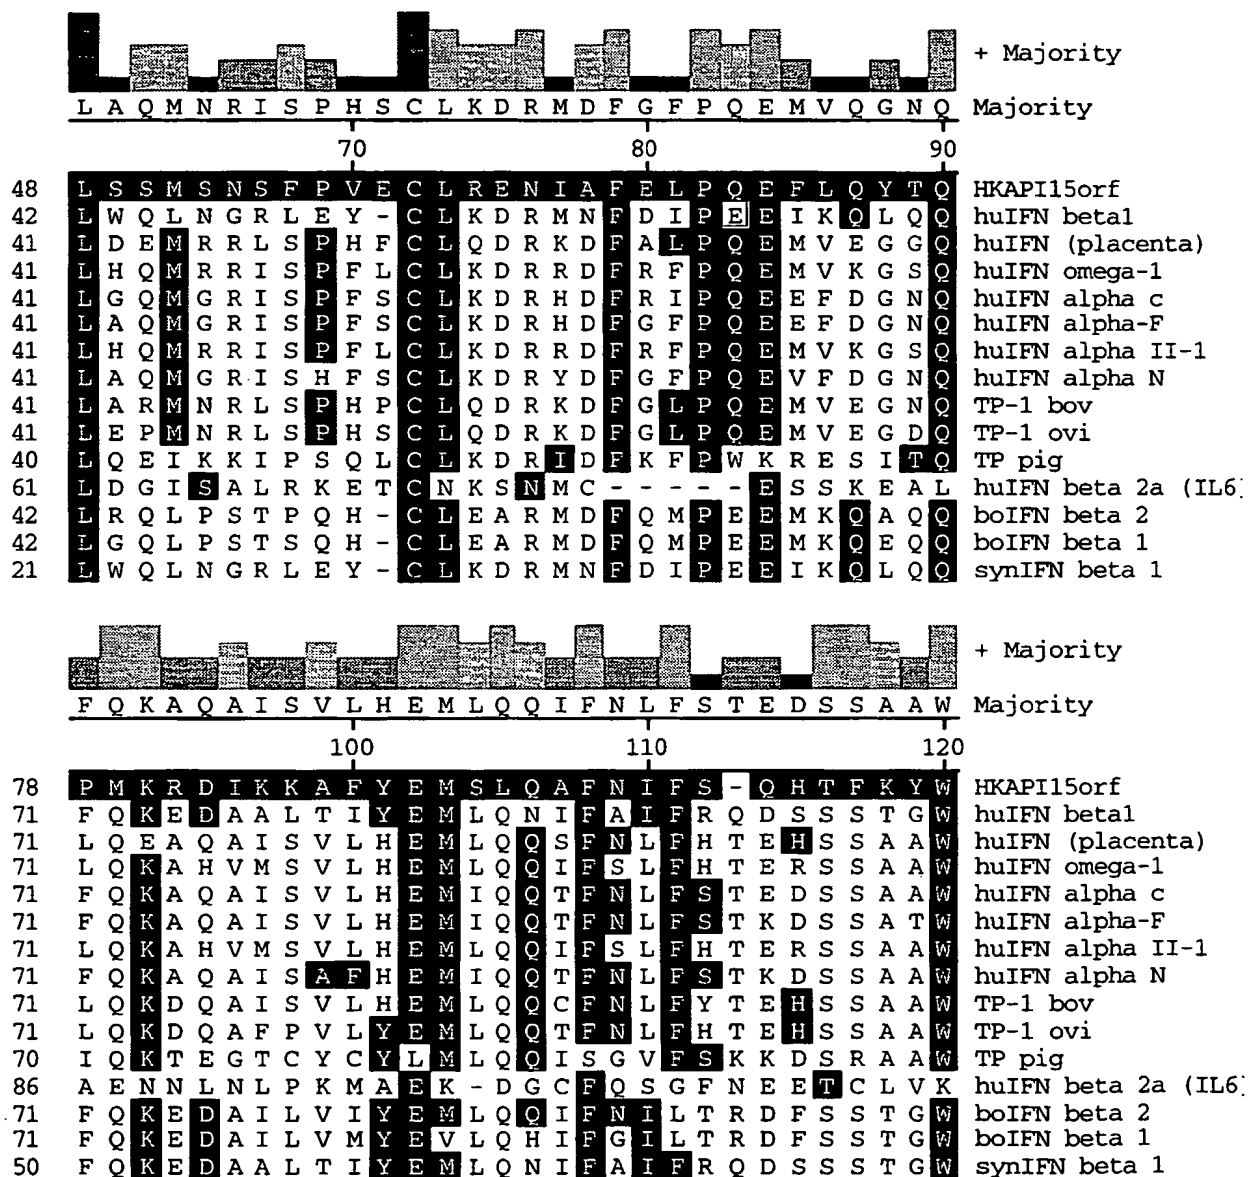 + Majority
L A Q M N R I S P H S C L K D R M D F G F P Q E M V Q G N Q Majority
70 80 90
48 L S S M S N S F P V E C L R E N I A F E L P Q E F L Q Y T Q HKAPI15orf
42 L W Q L N G R L E Y - C L K D R M N F D I P E E I K Q L Q Q huIFN beta1
41 L D E M R R L S P H F C L Q D R K D F A L P Q E M V E G G Q huIFN (placenta)
41 L H Q M R R I S P F L C L K D R R D F R F P Q E M V K G S Q huIFN omega-1
41 L G Q M G R I S P F S C L K D R H D F R I P Q E E F D G N Q huIFN alpha c
41 L A Q M G R I S P F S C L K D R H D F G F P Q E E F D G N Q huIFN alpha-F
41 L H Q M R R I S P F L C L K D R R D F R F P Q E M V K G S Q huIFN alpha II-1
41 L A Q M G R I S H F S C L K D R Y D F G F P Q E V F D G N Q huIFN alpha N
41 L A R M N R L S P H P C L Q D R K D F G L P Q E M V E G N Q TP-1 bov
41 L E P M N R L S P H S C L Q D R K D F G L P Q E M V E G D Q TP-1 ovi
40 L Q E I K K I P S Q L C L K D R I D F K F P W K R E S I T Q TP pig
61 L D G I S A L R K E T C N K S N M C - - - - - E S S K E A L huIFN beta 2a (IL6)
42 L R Q L P S T P Q H - C L E A R M D F Q M P E E M K Q A Q Q boIFN beta 2
42 L G Q L P S T S Q H - C L E A R M D F Q M P E E M K Q E Q Q boIFN beta 1
21 L W Q L N G R L E Y - C L K D R M N F D I P E E I K Q L Q Q synIFN beta 1
+ Majority
F Q K A Q A I S V L H E M L Q Q I F N L F S T E D S S A A W Majority
100 110 120
78 P M K R D I K K A F Y E M S L Q A F N I F S - Q H T F K Y W HKAPI15orf
71 F Q K E D A A L T I Y E M L Q N I F A I F R Q D S S S T G W huIFN beta1
71 L Q E A Q A I S V L H E M L Q Q S F N L F H T E H S S A A W huIFN (placenta)
71 L Q K A H V M S V L H E M L Q Q I F S L F H T E R S S A A W huIFN omega-1
71 F Q K A Q A I S V L H E M I Q Q T F N L F S T E D S S A A W huIFN alpha c
71 F Q K A Q A I S V L H E M I Q Q T F N L F S T K D S S A T W huIFN alpha-F
71 L Q K A H V M S V L H E M L Q Q I F S L F H T E R S S A A W huIFN alpha II-1
71 F Q K A Q A I S A F H E M I Q Q T F N L F S T K D S S A A W huIFN alpha N
71 L Q K D Q A I S V L H E M L Q Q C F N L F Y T E H S S A A W TP-1 bov
71 L Q K D Q A F P V L Y E M L Q Q T F N L F H T E H S S A A W TP-1 ovi
70 I Q K T E G T C Y C Y L M L Q Q I S G V F S K K D S R A A W TP pig
86 A E N N L N L P K M A E K - D G C F Q S G F N E E T C L V K huIFN beta 2a (IL6)
71 F Q K E D A I L V I Y E M L Q Q I F N I L T R D F S S T G W boIFN beta 2
71 F Q K E D A I L V M Y E V L Q H I F G I L T R D F S S T G W boIFN beta 1
50 F Q K E D A A L T I Y E M L Q N I F A I F R Q D S S S T G W synIFN beta 1